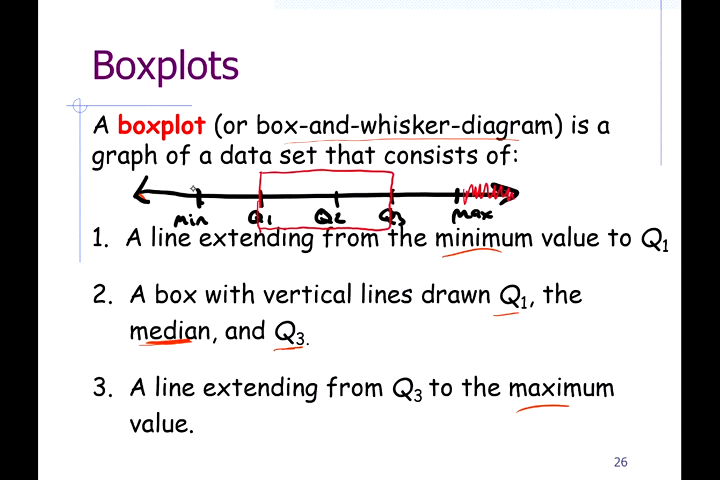 Boxplots
A boxplot (or box-and-whisker-diagram) is a
graph of a data set that consists of:
min Q1 Q2 Q3 max
1. A line extending from the minimum value to Q1
2. A box with vertical lines drawn Q1, the
median, and Q3.
3. A line extending from Q3 to the maximum
value.
26